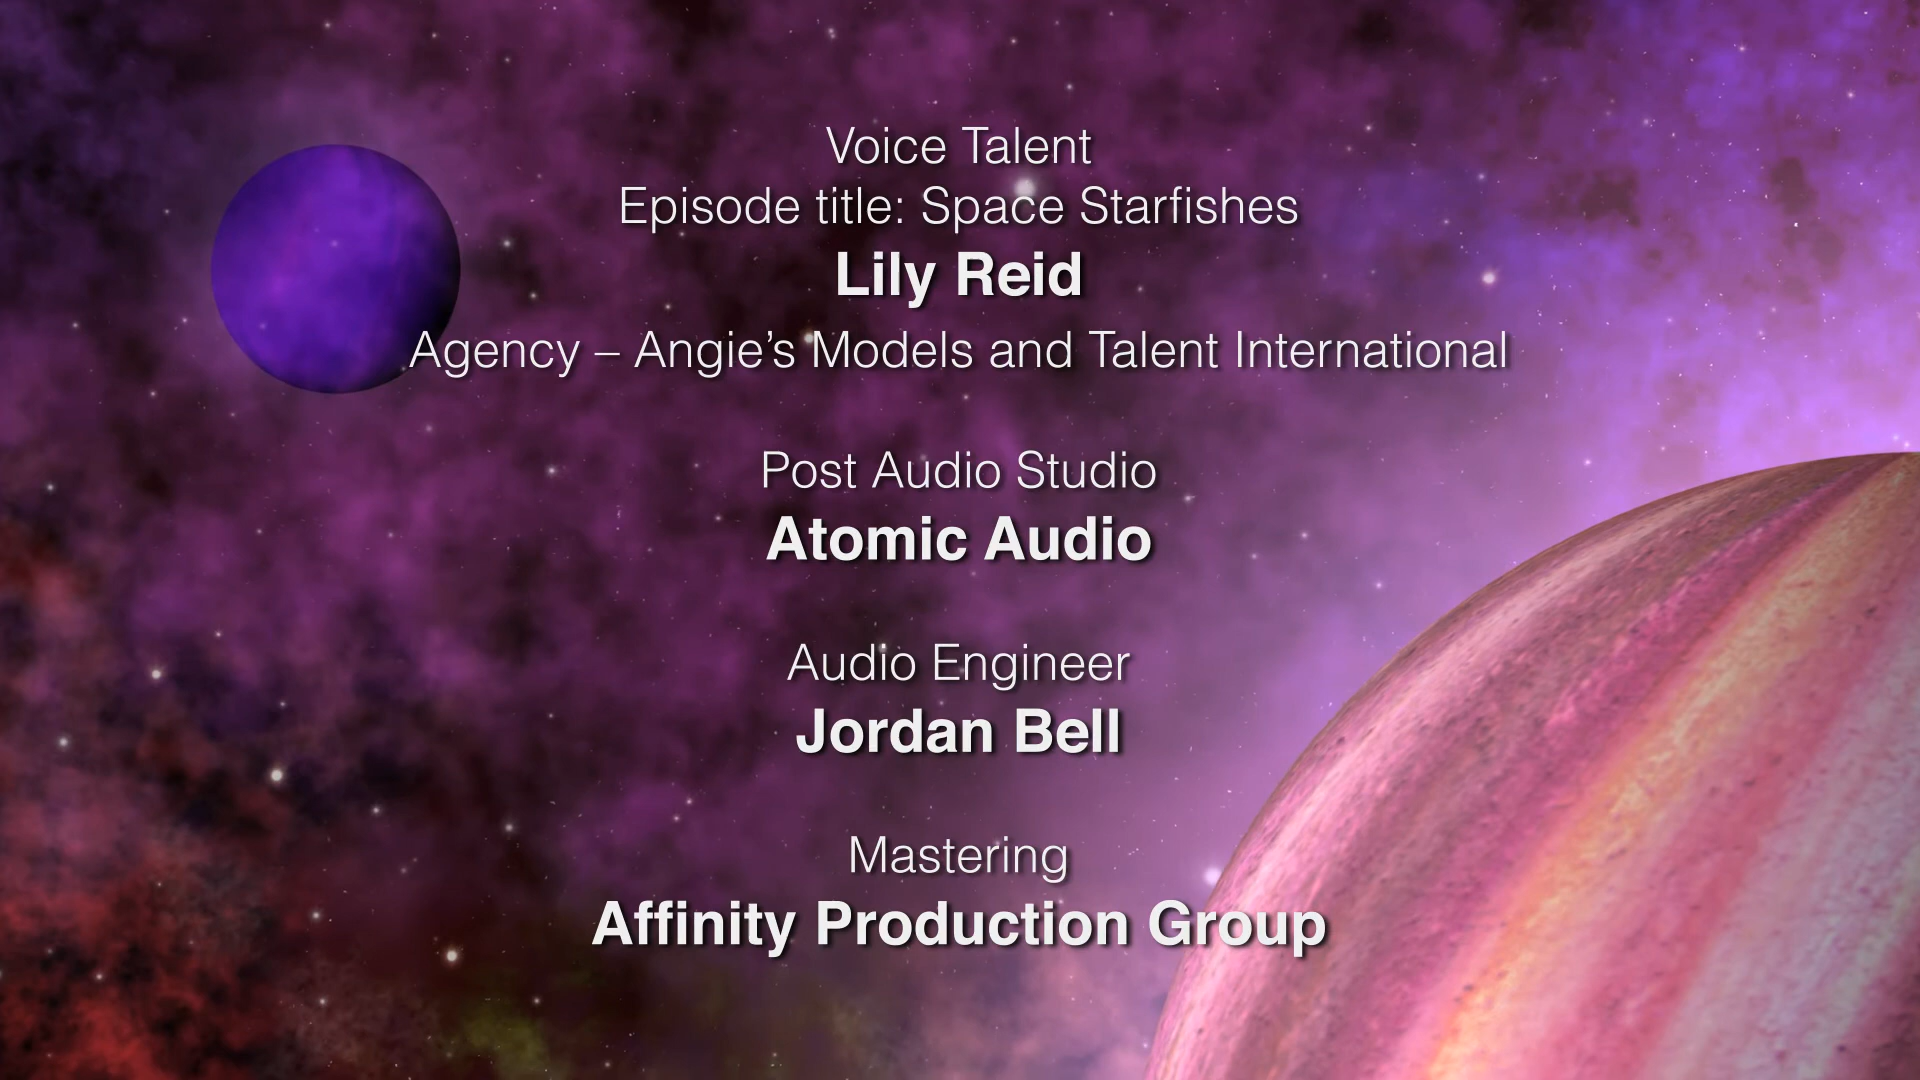 Voice Talent
Episode title: Space Starfishes
Lily Reid
Agency – Angie’s Models and Talent International
Post Audio Studio
Atomic Audio
Audio Engineer
Jordan Bell
Mastering
Affinity Production Group